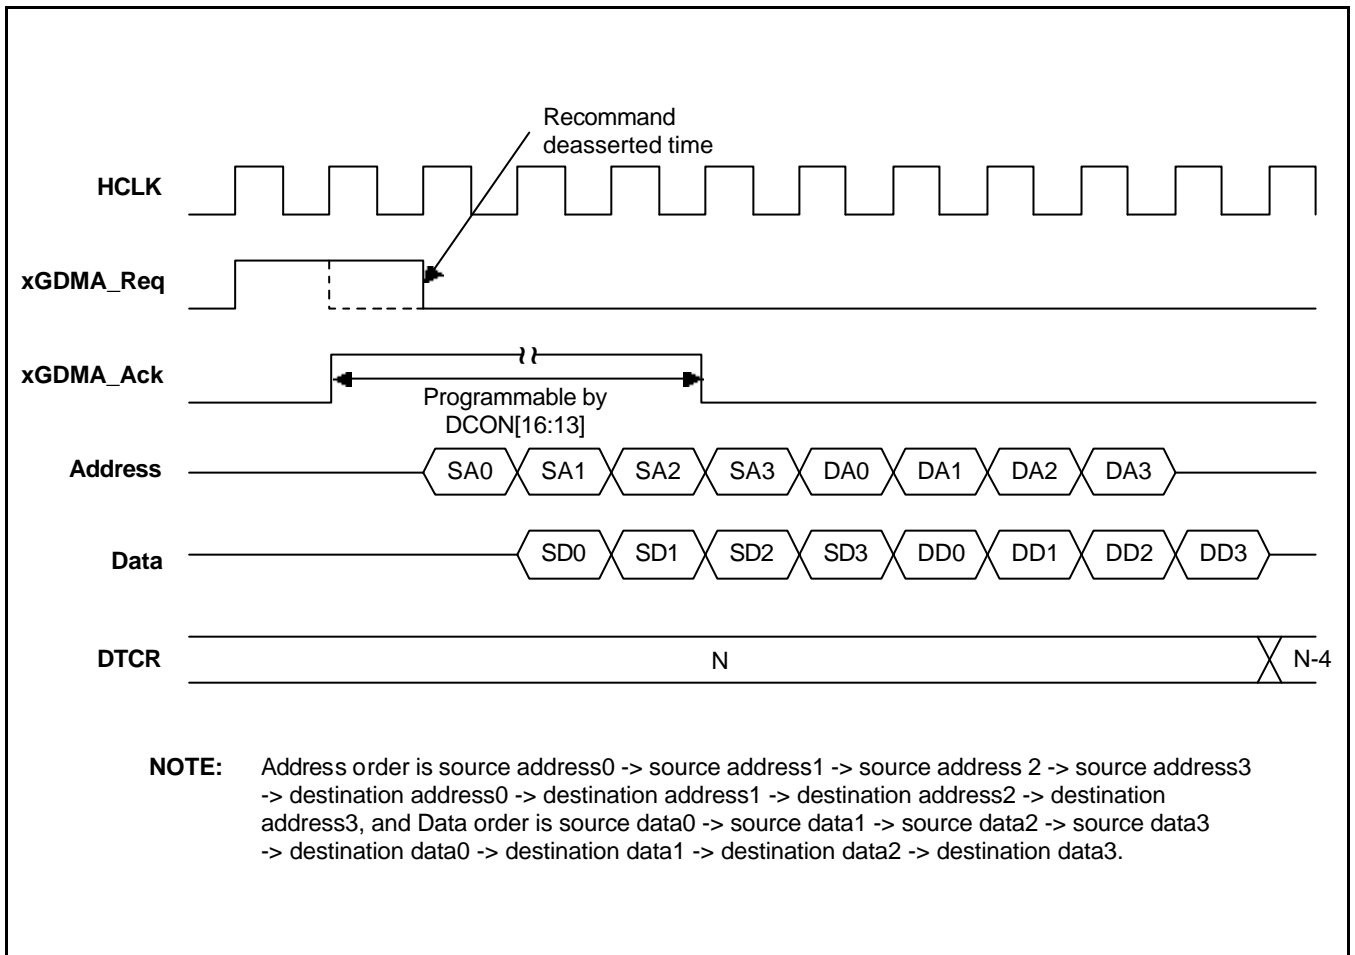 Recommand
deasserted time
HCLK
xGDMA_Req
xGDMA_Ack
Programmable by
DCON[16:13]
Address
SA0 SA1 SA2 SA3 DA0 DA1 DA2 DA3
Data
SD0 SD1 SD2 SD3 DD0 DD1 DD2 DD3
DTCR
N
N-4
NOTE: Address order is source address0 -> source address1 -> source address 2 -> source address3
-> destination address0 -> destination address1 -> destination address2 -> destination
address3, and Data order is source data0 -> source data1 -> source data2 -> source data3
-> destination data0 -> destination data1 -> destination data2 -> destination data3.